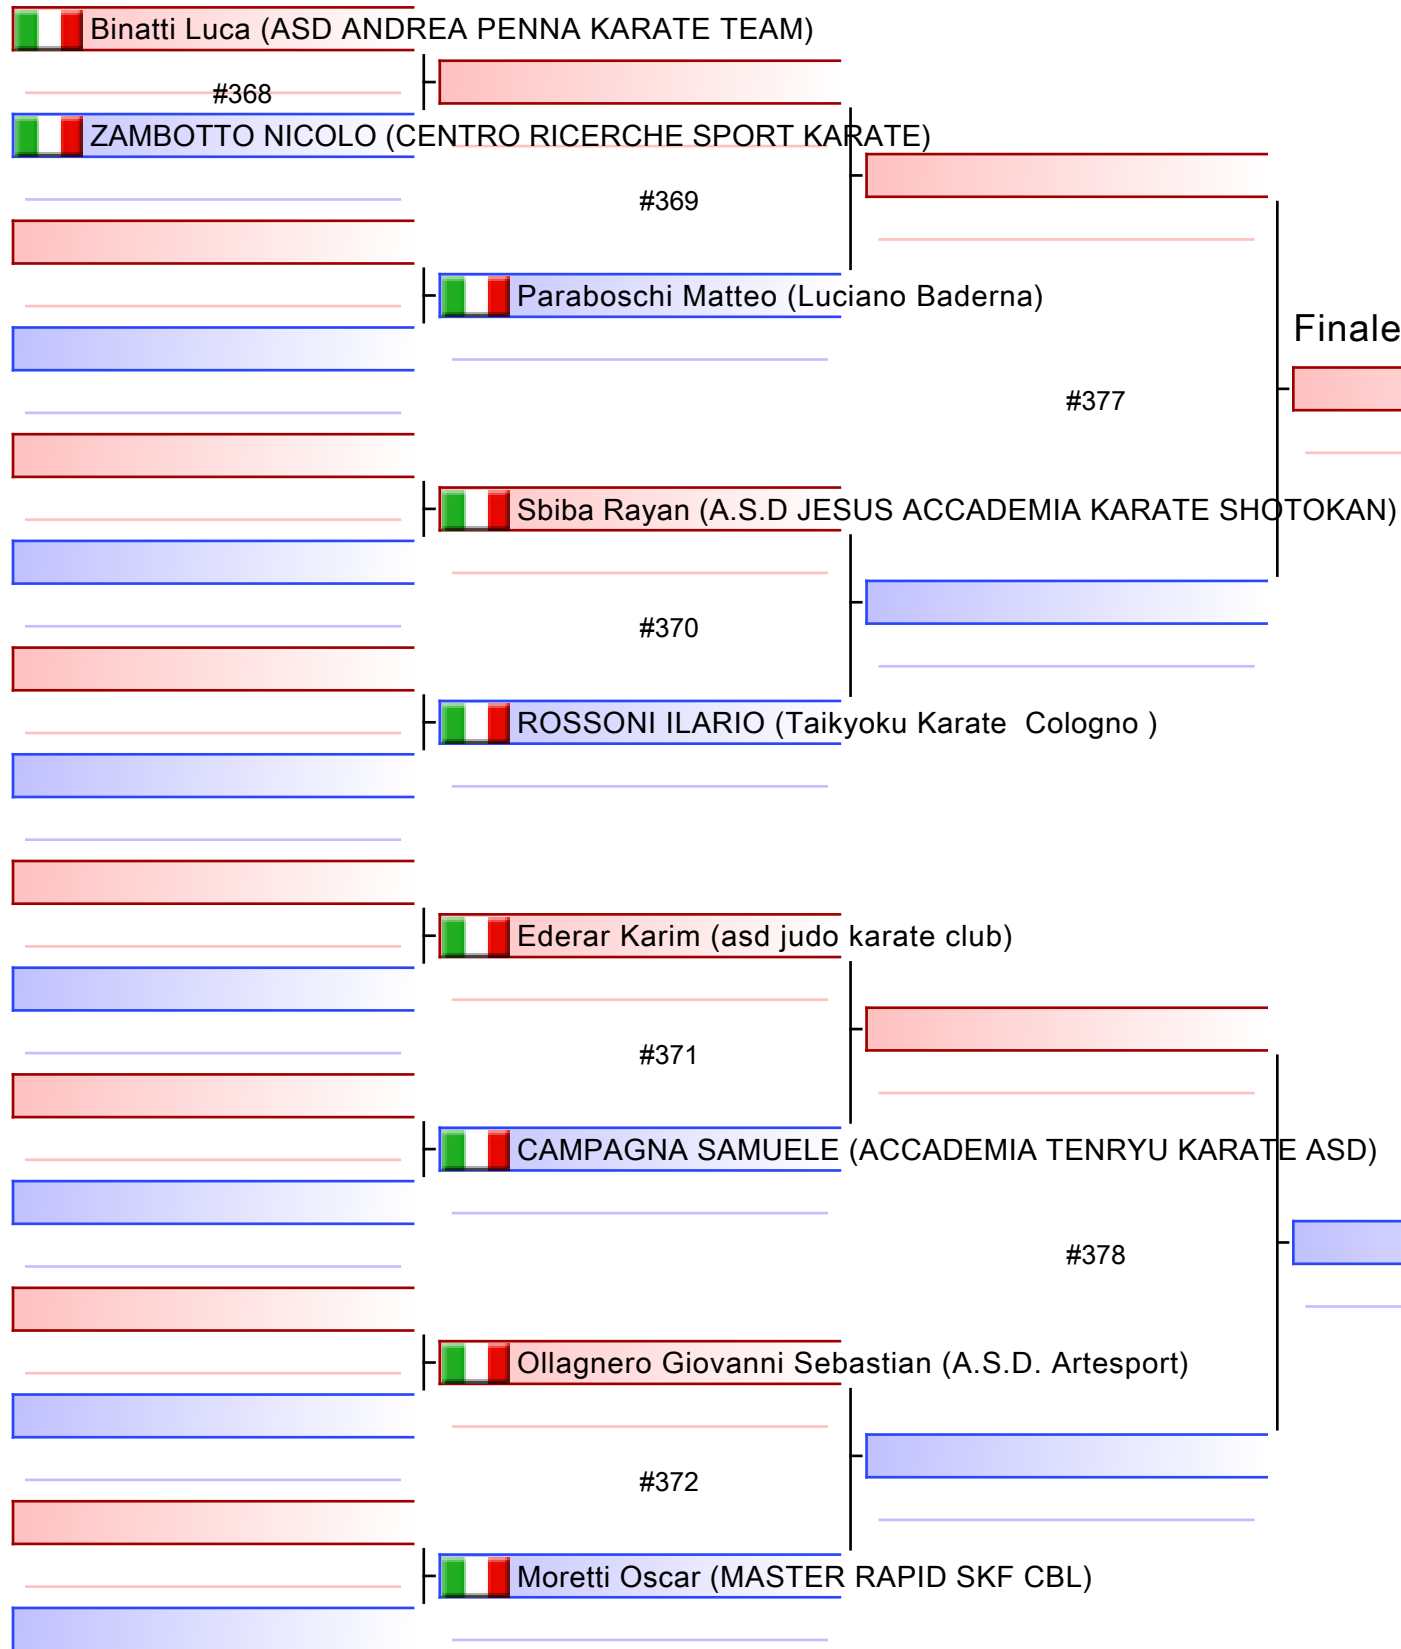 Binatti Luca (ASD ANDREA PENNA KARATE TEAM)
#368
ZAMBOTTO NICOLO (CENTRO RICERCHE SPORT KARATE)
#369
Paraboschi Matteo (Luciano Baderna)
Finale
#377
Sbiba Rayan (A.S.D JESUS ACCADEMIA KARATE SHOTOKAN)
#370
ROSSONI ILARIO (Taikyoku Karate  Cologno )
Ederar Karim (asd judo karate club)
#371
CAMPAGNA SAMUELE (ACCADEMIA TENRYU KARATE ASD)
#378
Ollagnero Giovanni Sebastian (A.S.D. Artesport)
#372
Moretti Oscar (MASTER RAPID SKF CBL)